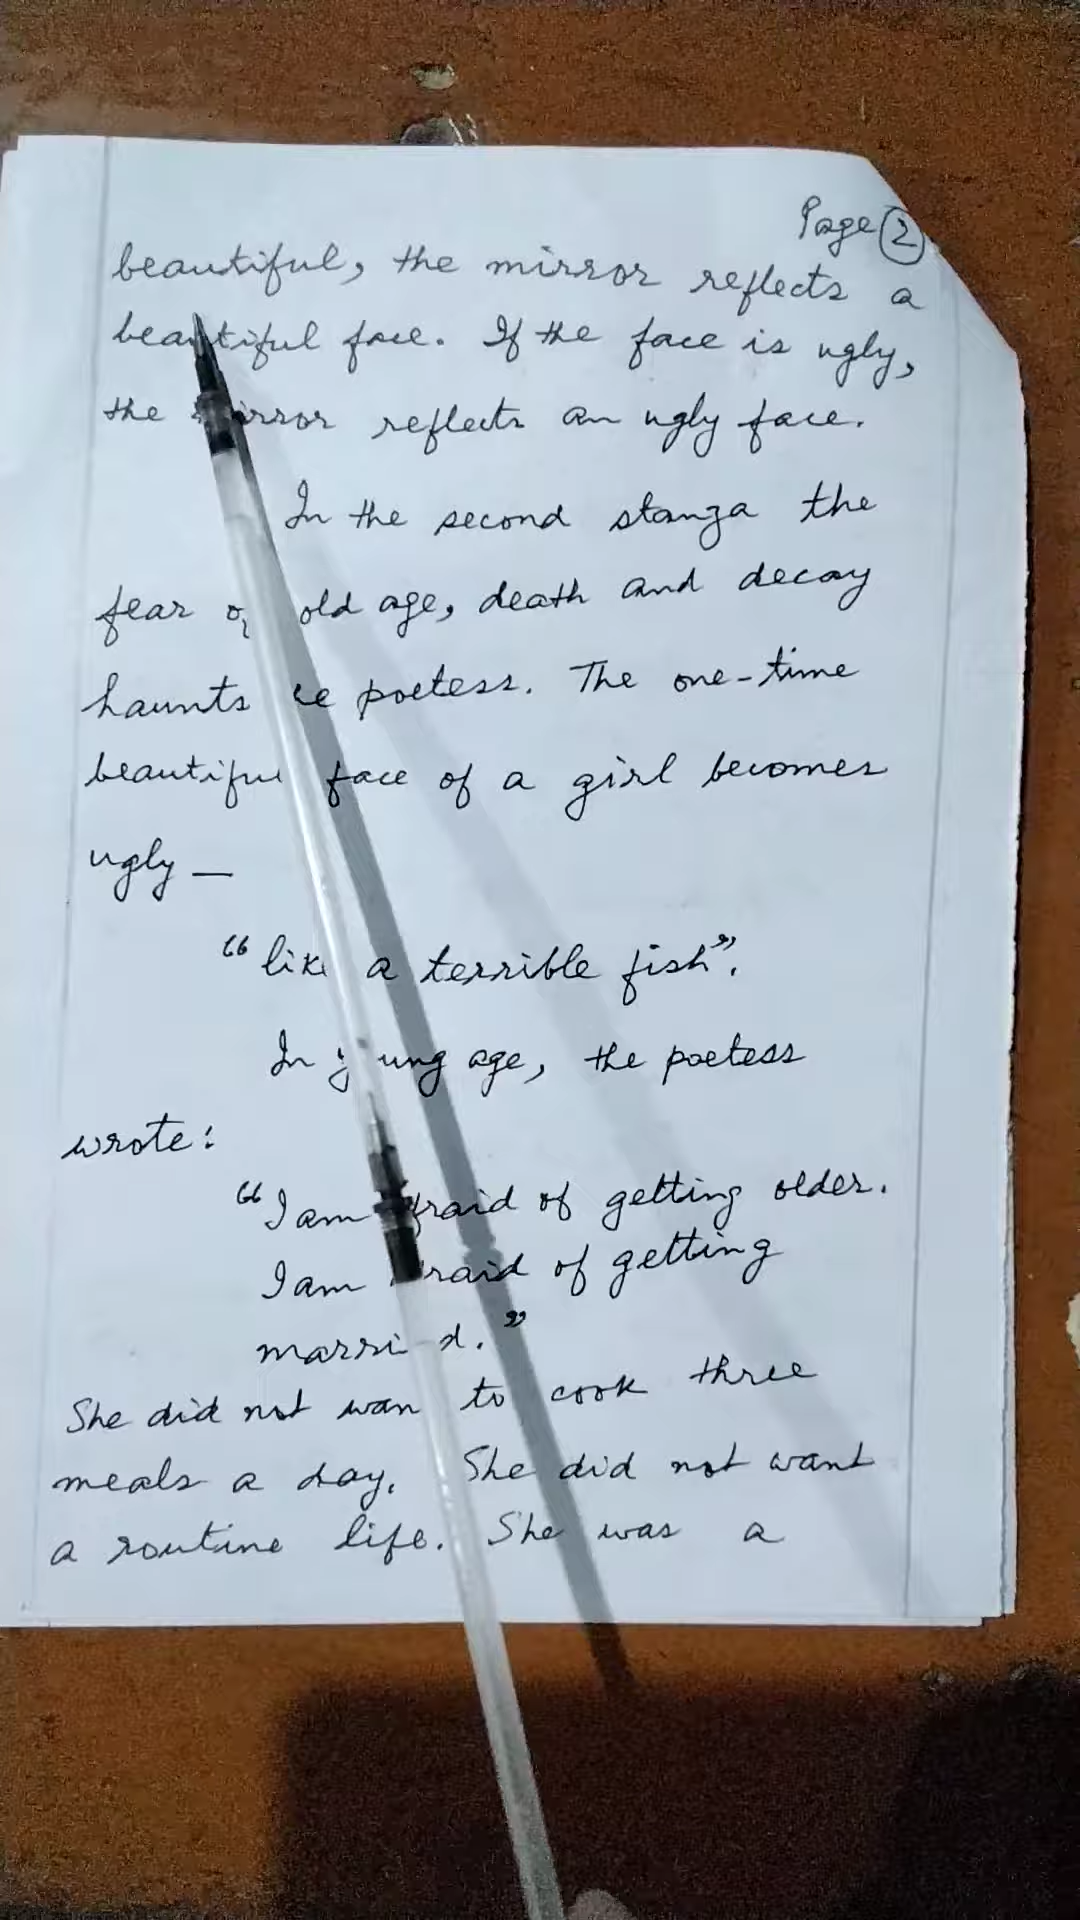 Page 2
beautiful, the mirror reflects a
beautiful face. If the face is ugly,
the mirror reflects an ugly face.
In the second stanza the
fear of old age, death and decay
haunts the poetess. The one-time
beautiful face of a girl becomes
ugly —
"like a terrible fish".
In young age, the poetess
wrote:
"I am afraid of getting older.
I am afraid of getting
married."
She did not want to cook three
meals a day. She did not want
a routine life. She was a